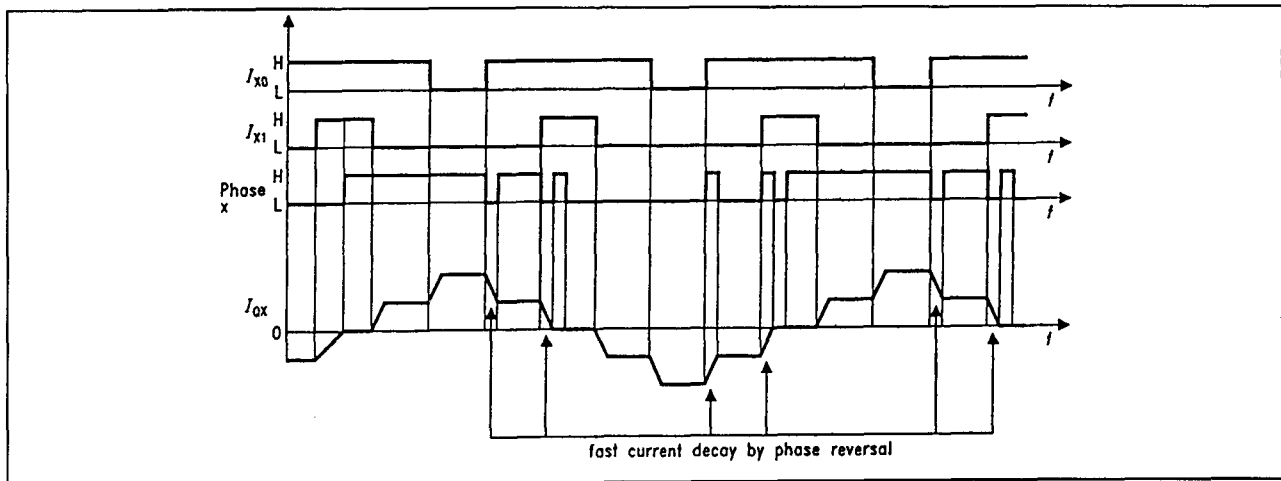 H
I_X0
L
t
H
I_X1
L
t
H
Phase
x
L
t
I_QX
0
t
fast current decay by phase reversal